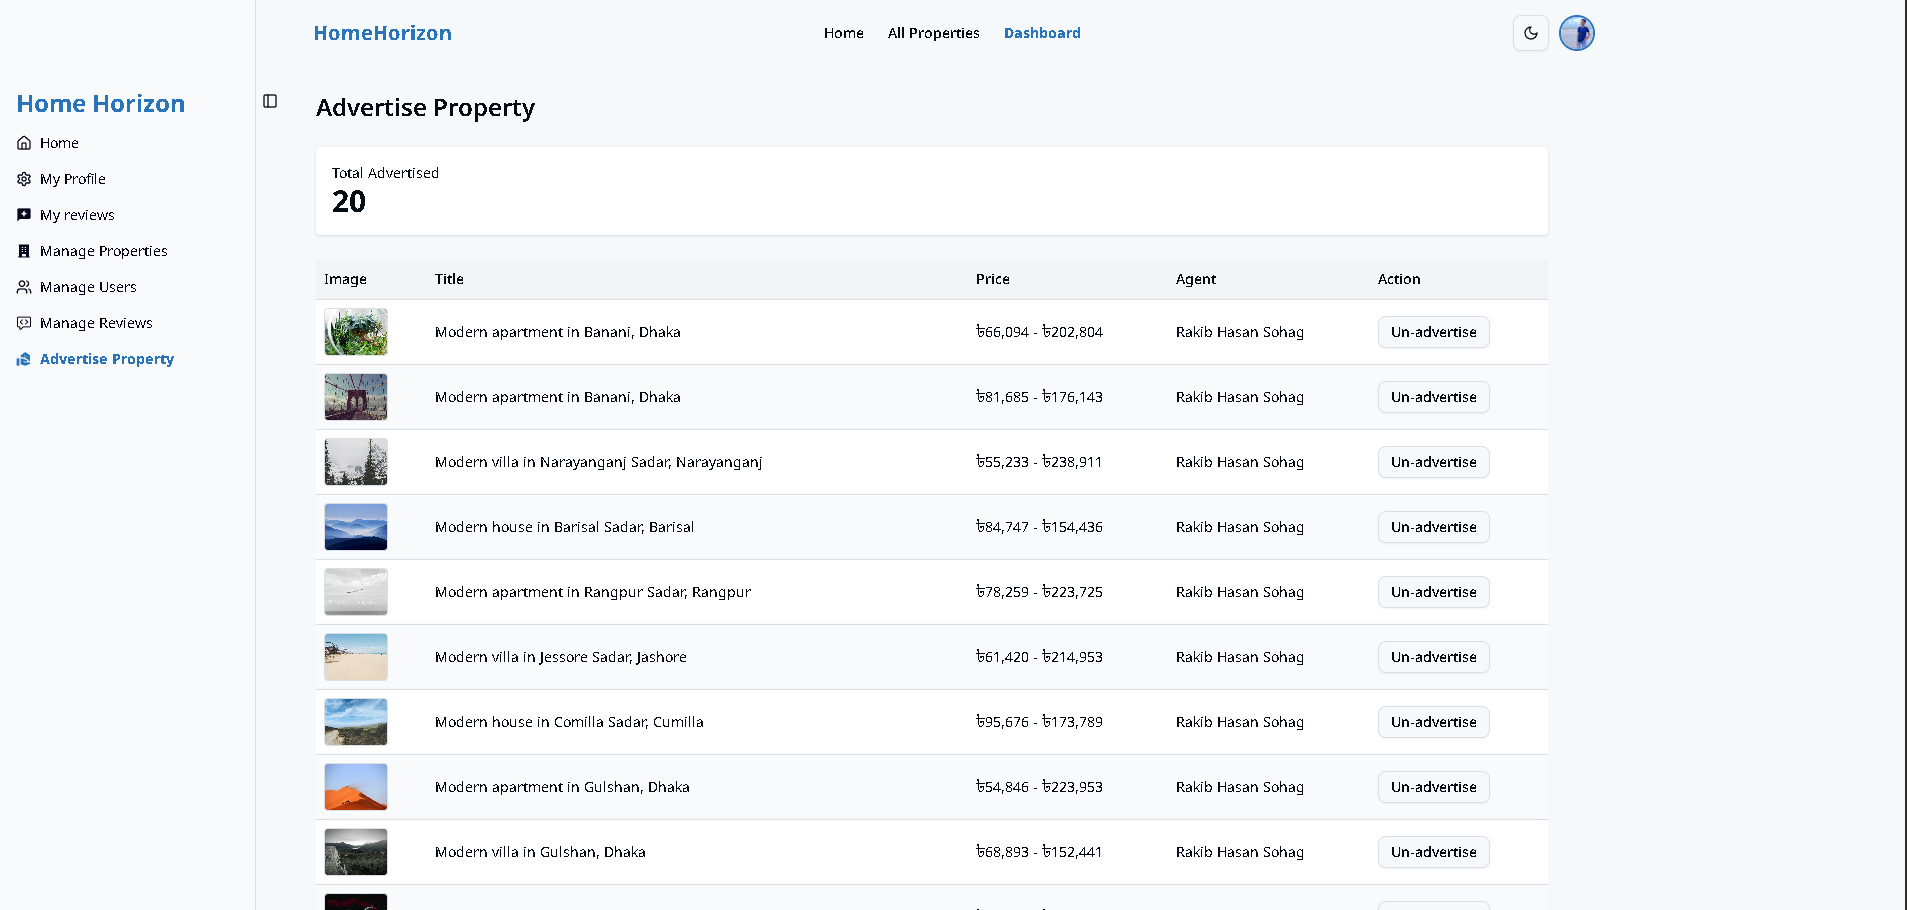 HomeHorizon
Home All Properties Dashboard
Home Horizon
Home
My Profile
My reviews
Manage Properties
Manage Users
Manage Reviews
Advertise Property
Advertise Property
Total Advertised
20
Image Title Price Agent Action
Modern apartment in Banani, Dhaka ৳66,094 - ৳202,804 Rakib Hasan Sohag Un-advertise
Modern apartment in Banani, Dhaka ৳81,685 - ৳176,143 Rakib Hasan Sohag Un-advertise
Modern villa in Narayanganj Sadar, Narayanganj ৳55,233 - ৳238,911 Rakib Hasan Sohag Un-advertise
Modern house in Barisal Sadar, Barisal ৳84,747 - ৳154,436 Rakib Hasan Sohag Un-advertise
Modern apartment in Rangpur Sadar, Rangpur ৳78,259 - ৳223,725 Rakib Hasan Sohag Un-advertise
Modern villa in Jessore Sadar, Jashore ৳61,420 - ৳214,953 Rakib Hasan Sohag Un-advertise
Modern house in Comilla Sadar, Cumilla ৳95,676 - ৳173,789 Rakib Hasan Sohag Un-advertise
Modern apartment in Gulshan, Dhaka ৳54,846 - ৳223,953 Rakib Hasan Sohag Un-advertise
Modern villa in Gulshan, Dhaka ৳68,893 - ৳152,441 Rakib Hasan Sohag Un-advertise